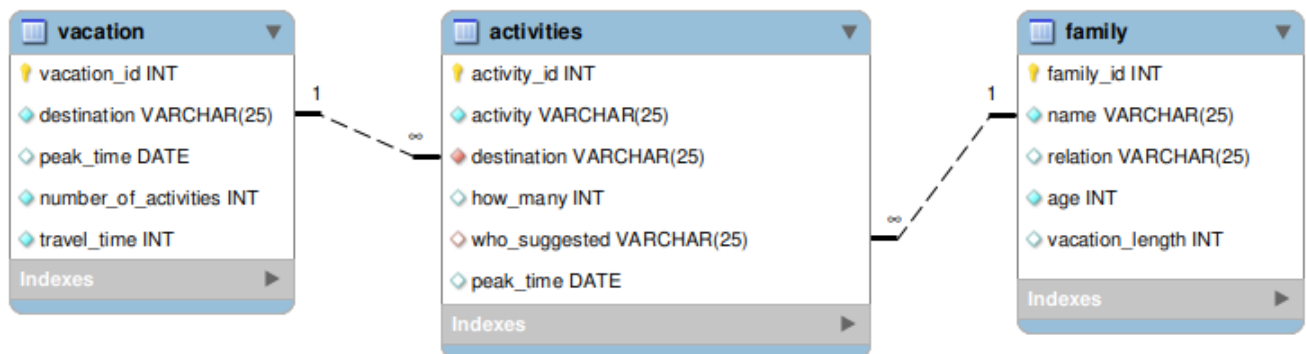 vacation
vacation_id INT
destination VARCHAR(25)
peak_time DATE
number_of_activities INT
travel_time INT
Indexes
1
∞
activities
activity_id INT
activity VARCHAR(25)
destination VARCHAR(25)
how_many INT
who_suggested VARCHAR(25)
peak_time DATE
Indexes
∞
1
family
family_id INT
name VARCHAR(25)
relation VARCHAR(25)
age INT
vacation_length INT
Indexes